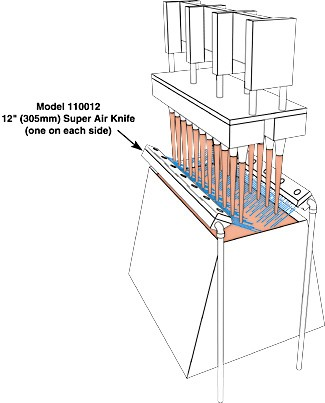 Model 110012
12" (305mm) Super Air Knife
(one on each side)